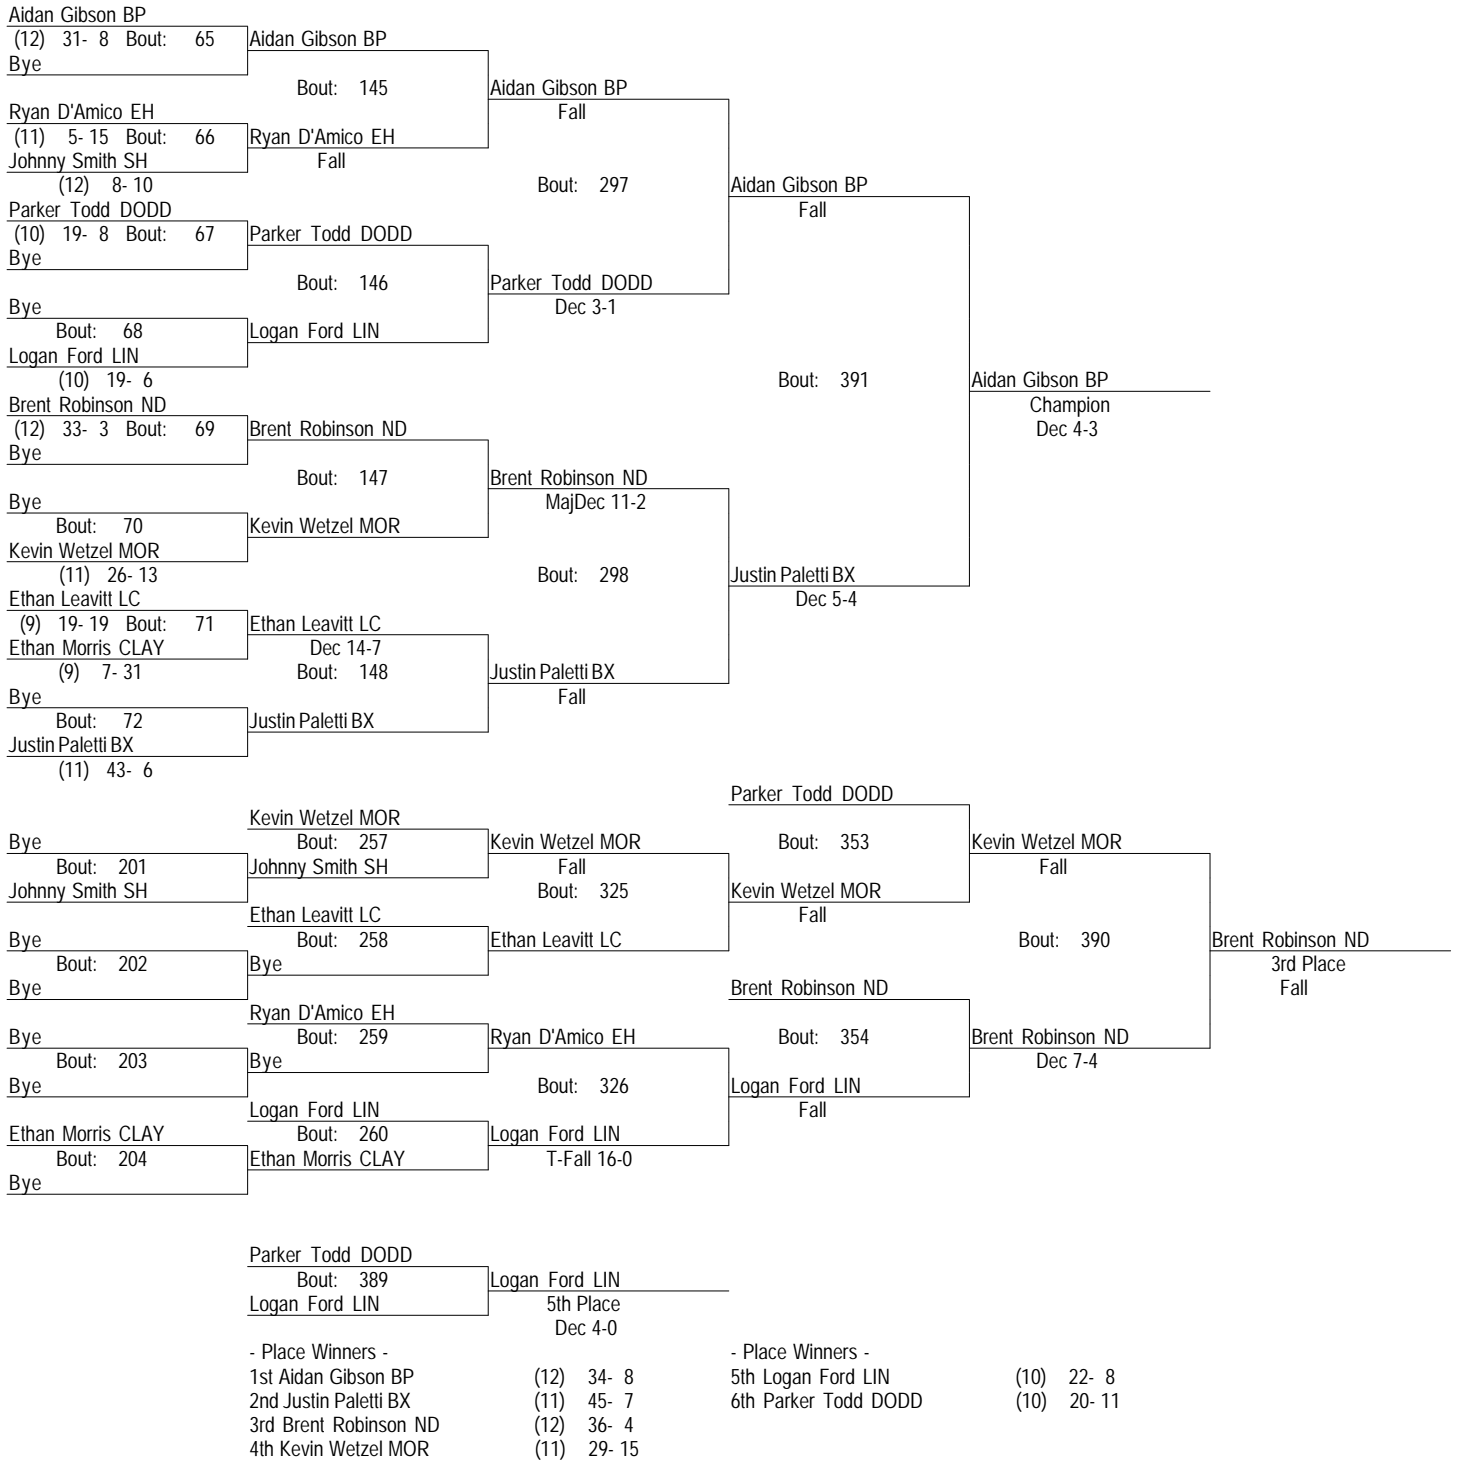 Aidan Gibson BP
(12) 31- 8 Bout: 65 Aidan Gibson BP
Bye
Bout: 145 Aidan Gibson BP
Ryan D'Amico EH Fall
(11) 5- 15 Bout: 66 Ryan D'Amico EH
Johnny Smith SH Fall
(12) 8- 10 Bout: 297 Aidan Gibson BP
Parker Todd DODD Fall
(10) 19- 8 Bout: 67 Parker Todd DODD
Bye
Bout: 146 Parker Todd DODD
Bye Dec 3-1
Bout: 68 Logan Ford LIN
Logan Ford LIN
(10) 19- 6 Bout: 391 Aidan Gibson BP
Brent Robinson ND Champion
(12) 33- 3 Bout: 69 Brent Robinson ND Dec 4-3
Bye
Bout: 147 Brent Robinson ND
Bye MajDec 11-2
Bout: 70 Kevin Wetzel MOR
Kevin Wetzel MOR
(11) 26- 13 Bout: 298 Justin Paletti BX
Ethan Leavitt LC Dec 5-4
(9) 19- 19 Bout: 71 Ethan Leavitt LC
Ethan Morris CLAY Dec 14-7
(9) 7- 31 Bout: 148 Justin Paletti BX
Bye Fall
Bout: 72 Justin Paletti BX
Justin Paletti BX
(11) 43- 6
Parker Todd DODD
Kevin Wetzel MOR
Bye Bout: 257 Kevin Wetzel MOR Bout: 353 Kevin Wetzel MOR
Bout: 201 Johnny Smith SH Fall Fall
Johnny Smith SH Bout: 325 Kevin Wetzel MOR
Ethan Leavitt LC Fall
Bye Bout: 258 Ethan Leavitt LC Bout: 390 Brent Robinson ND
Bout: 202 Bye 3rd Place
Bye Brent Robinson ND Fall
Ryan D'Amico EH
Bye Bout: 259 Ryan D'Amico EH Bout: 354 Brent Robinson ND
Bout: 203 Bye Dec 7-4
Bye Bout: 326 Logan Ford LIN
Logan Ford LIN Fall
Ethan Morris CLAY Bout: 260 Logan Ford LIN
Bout: 204 Ethan Morris CLAY T-Fall 16-0
Bye
Parker Todd DODD
Bout: 389 Logan Ford LIN
Logan Ford LIN 5th Place
Dec 4-0
- Place Winners - - Place Winners -
1st Aidan Gibson BP (12) 34- 8 5th Logan Ford LIN (10) 22- 8
2nd Justin Paletti BX (11) 45- 7 6th Parker Todd DODD (10) 20- 11
3rd Brent Robinson ND (12) 36- 4
4th Kevin Wetzel MOR (11) 29- 15